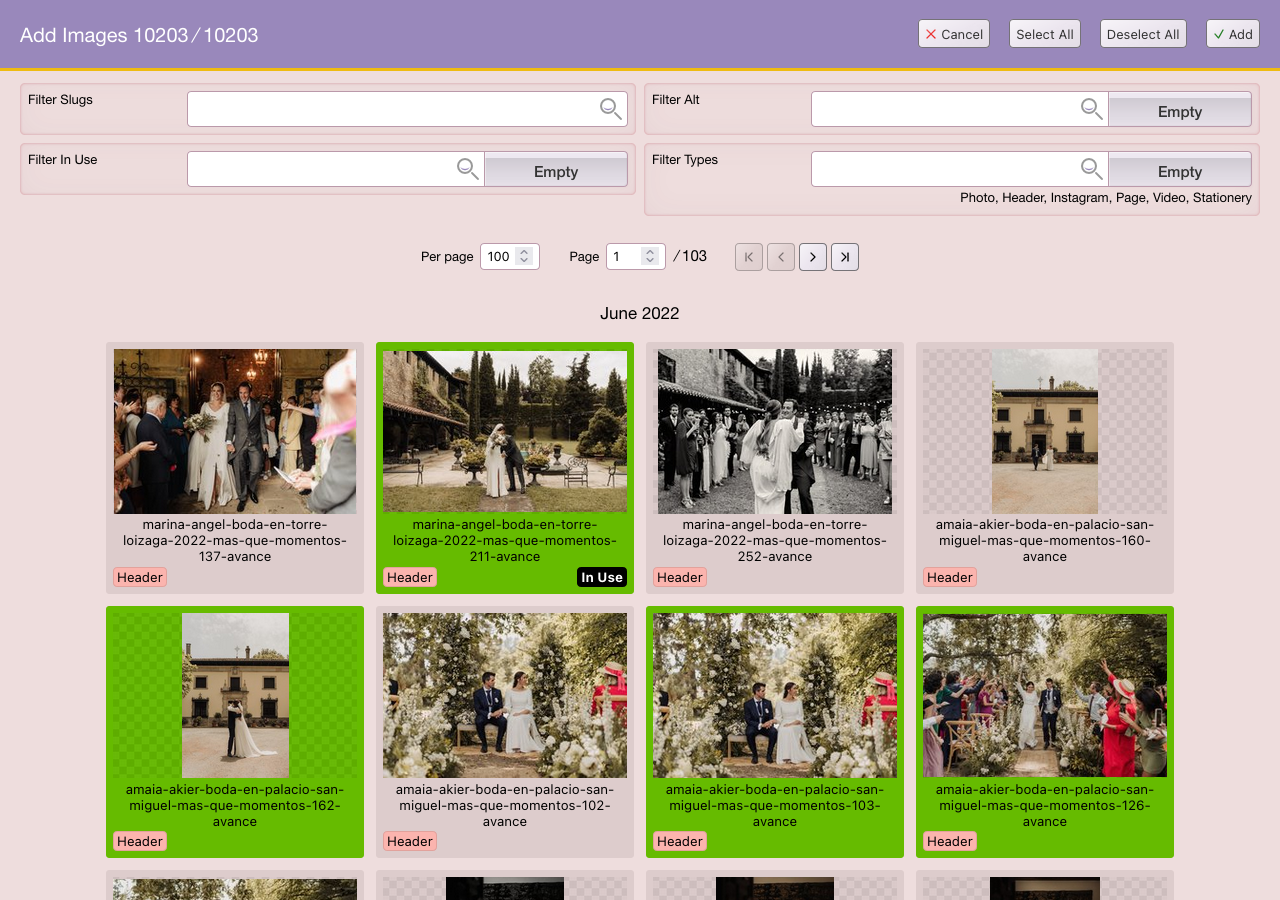 Add Images 10203/10203
Cancel
Select All
Deselect All
Add
Filter Slugs
Filter Alt
Empty
Filter In Use
Empty
Filter Types
Empty
Photo, Header, Instagram, Page, Video, Stationery
Per page
100
Page
1
/103
June 2022
marina-angel-boda-en-torre-
loizaga-2022-mas-que-momentos-
137-avance
Header
marina-angel-boda-en-torre-
loizaga-2022-mas-que-momentos-
211-avance
Header
In Use
marina-angel-boda-en-torre-
loizaga-2022-mas-que-momentos-
252-avance
Header
amaia-akier-boda-en-palacio-san-
miguel-mas-que-momentos-160-
avance
Header
amaia-akier-boda-en-palacio-san-
miguel-mas-que-momentos-162-
avance
Header
amaia-akier-boda-en-palacio-san-
miguel-mas-que-momentos-102-
avance
Header
amaia-akier-boda-en-palacio-san-
miguel-mas-que-momentos-103-
avance
Header
amaia-akier-boda-en-palacio-san-
miguel-mas-que-momentos-126-
avance
Header